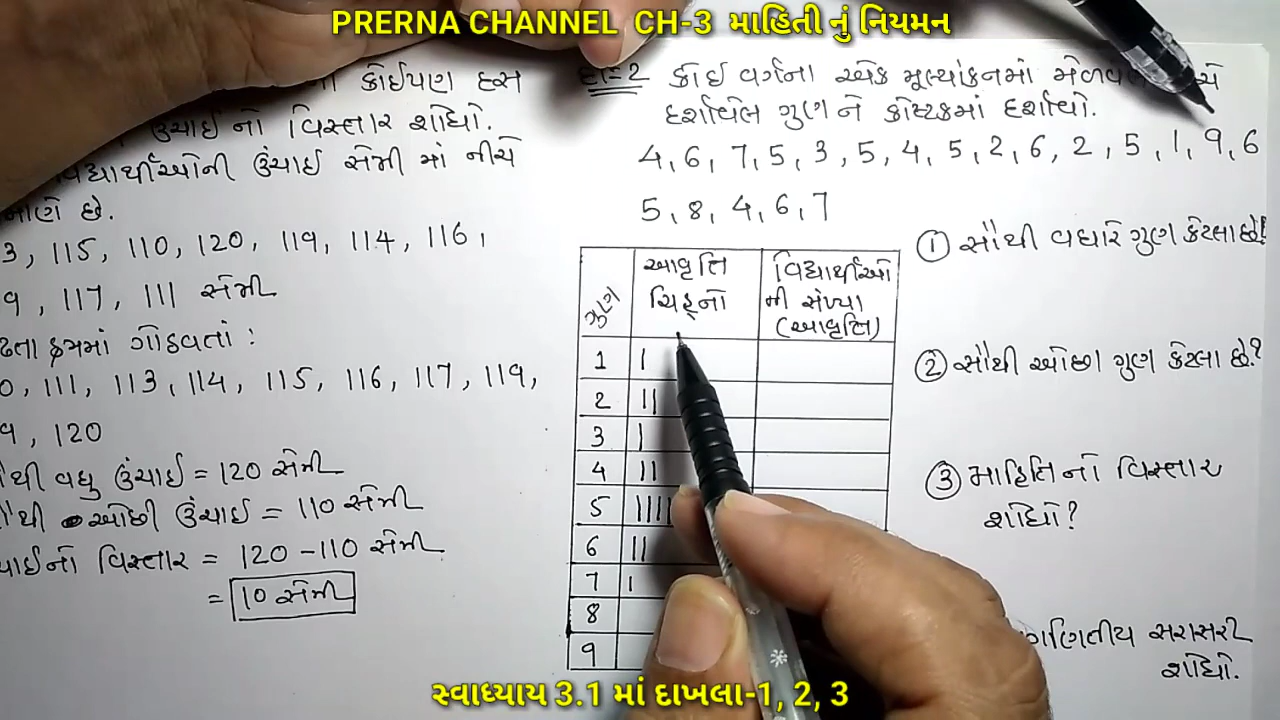 PRERNA CHANNEL CH-3 માહિતી નું નિયમન
કોઈપણ દસ
ઉંચાઈ નો વિસ્તાર શોધો.
વિદ્યાર્થીઓની ઉંચાઈ સેમી માં નીચે
છે.
3, 115, 110, 120, 119, 114, 116,
9, 117, 111 સેમી
ક્રમમાં ગોઠવતાં :
0, 111, 113, 114, 115, 116, 117, 119,
9, 120
વધુ ઉંચાઈ = 120 સેમી
ઓછી ઉંચાઈ = 110 સેમી
વિસ્તાર = 120 - 110 સેમી
= 10 સેમી
દા=2 કોઈ વર્ગના એક મૂલ્યાંકનમાં
દર્શાવેલ ગુણ ને કોષ્ટકમાં દર્શાવો.
4, 6, 7, 5, 3, 5, 4, 5, 2, 6, 2, 5, 1, 9, 6
5, 8, 4, 6, 7
ગુણ આવૃત્તિ ચિહ્નો વિદ્યાર્થીઓ ની સંખ્યા (આવૃત્તિ)
1 |
2 ||
3 |
4 ||
5 ||||
6 ||
7 |
8
9
① સૌથી વધારે ગુણ કેટલા છે?
② સૌથી ઓછા ગુણ કેટલા છે?
③ માહિતિ નો વિસ્તાર
શોધો?
સરાસરી
શોધો.
સ્વાધ્યાય 3.1 માં દાખલા-1, 2, 3